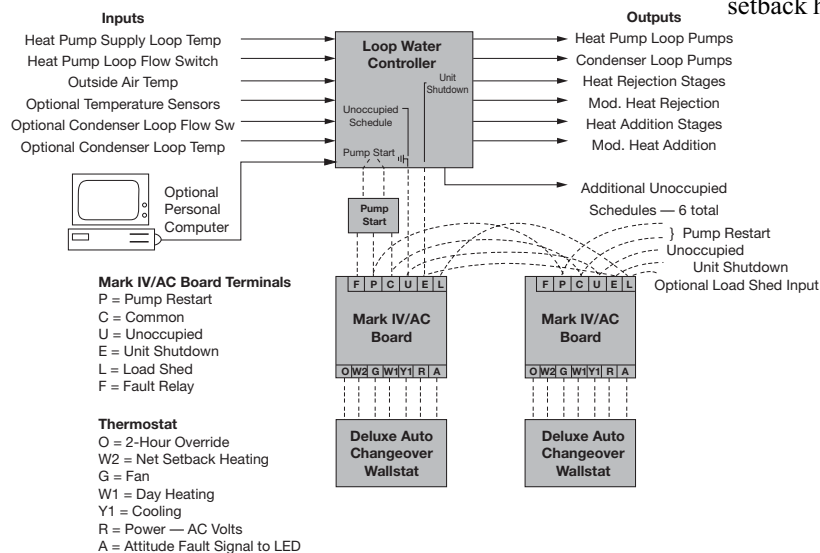 setback h
Inputs
Heat Pump Supply Loop Temp
Heat Pump Loop Flow Switch
Outside Air Temp
Optional Temperature Sensors
Optional Condenser Loop Flow Sw
Optional Condenser Loop Temp
Optional
Personal
Computer
Loop Water
Controller
Unit
Shutdown
Unoccupied
Schedule
Pump Start
Pump
Start
Outputs
Heat Pump Loop Pumps
Condenser Loop Pumps
Heat Rejection Stages
Mod. Heat Rejection
Heat Addition Stages
Mod. Heat Addition
Additional Unoccupied
Schedules — 6 total
} Pump Restart
Unoccupied
Unit Shutdown
Optional Load Shed Input
Mark IV/AC Board Terminals
P = Pump Restart
C = Common
U = Unoccupied
E = Unit Shutdown
L = Load Shed
F = Fault Relay
Thermostat
O = 2-Hour Override
W2 = Net Setback Heating
G = Fan
W1 = Day Heating
Y1 = Cooling
R = Power — AC Volts
A = Attitude Fault Signal to LED
F P C U E L
Mark IV/AC
Board
O W2 G W1 Y1 R A
Deluxe Auto
Changeover
Wallstat
F P C U E L
Mark IV/AC
Board
O W2 G W1 Y1 R A
Deluxe Auto
Changeover
Wallstat